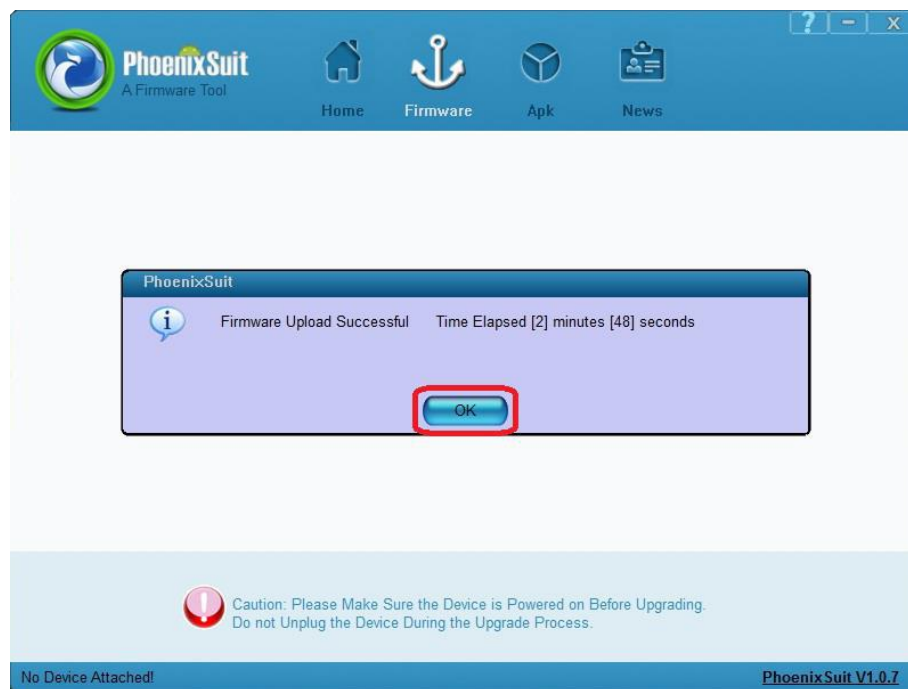 ? - x
PhoenixSuit
A Firmware Tool
Home Firmware Apk News
PhoenixSuit
Firmware Upload Successful Time Elapsed [2] minutes [48] seconds
OK
Caution: Please Make Sure the Device is Powered on Before Upgrading.
Do not Unplug the Device During the Upgrade Process.
No Device Attached! PhoenixSuit V1.0.7